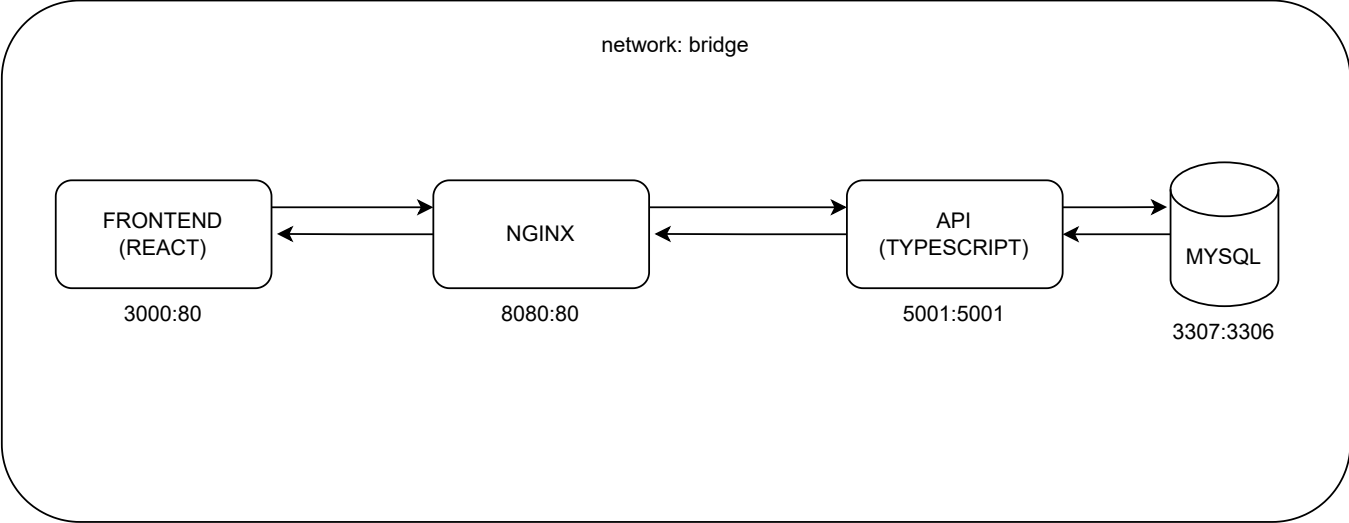 network: bridge
FRONTEND
(REACT)
3000:80
NGINX
8080:80
API
(TYPESCRIPT)
5001:5001
MYSQL
3307:3306